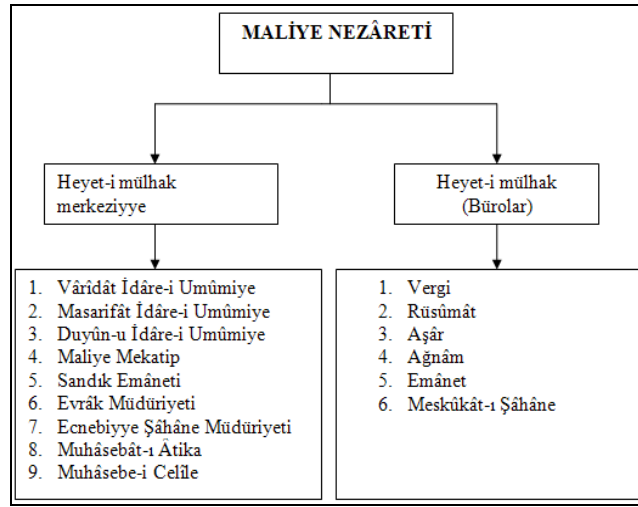 MALİYE NEZÂRETİ
Heyet-i mülhak
merkeziyye
1. Vârîdât İdâre-i Umûmiye
2. Masarifât İdâre-i Umûmiye
3. Duyûn-u İdâre-i Umûmiye
4. Maliye Mekatip
5. Sandık Emâneti
6. Evrâk Müdüriyeti
7. Ecnebiyye Şâhâne Müdüriyeti
8. Muhâsebât-ı Âtika
9. Muhâsebe-i Celîle
Heyet-i mülhak
(Bürolar)
1. Vergi
2. Rüsûmât
3. Aşâr
4. Ağnâm
5. Emânet
6. Meskûkât-ı Şâhâne